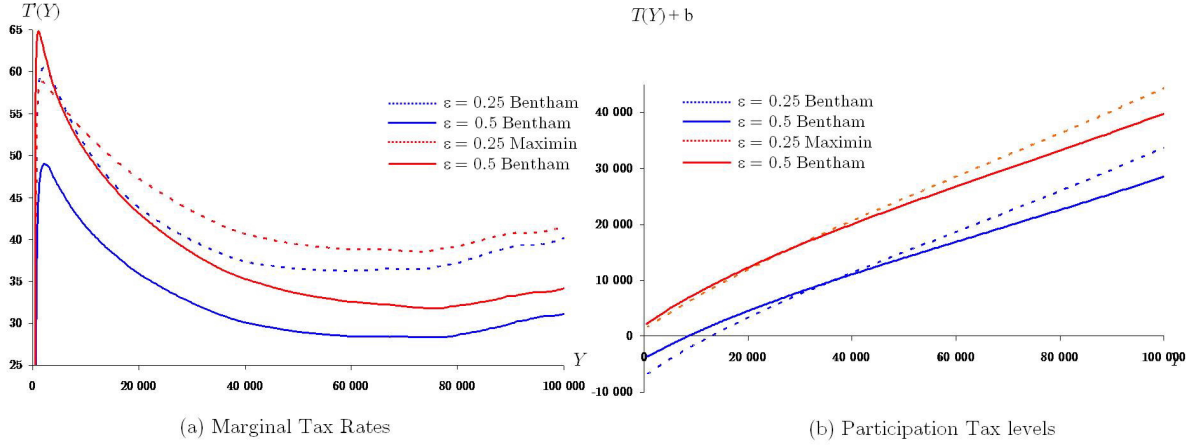 T'(Y)
65
60
55
50
45
40
35
30
25
0
20 000
40 000
60 000
80 000
100 000
Y
ε = 0.25 Bentham
ε = 0.5 Bentham
ε = 0.25 Maximin
ε = 0.5 Bentham
(a) Marginal Tax Rates
T(Y) + b
40 000
30 000
20 000
10 000
0
-10 000
0
20 000
40 000
60 000
80 000
100 000
ε = 0.25 Bentham
ε = 0.5 Bentham
ε = 0.25 Maximin
ε = 0.5 Bentham
(b) Participation Tax levels